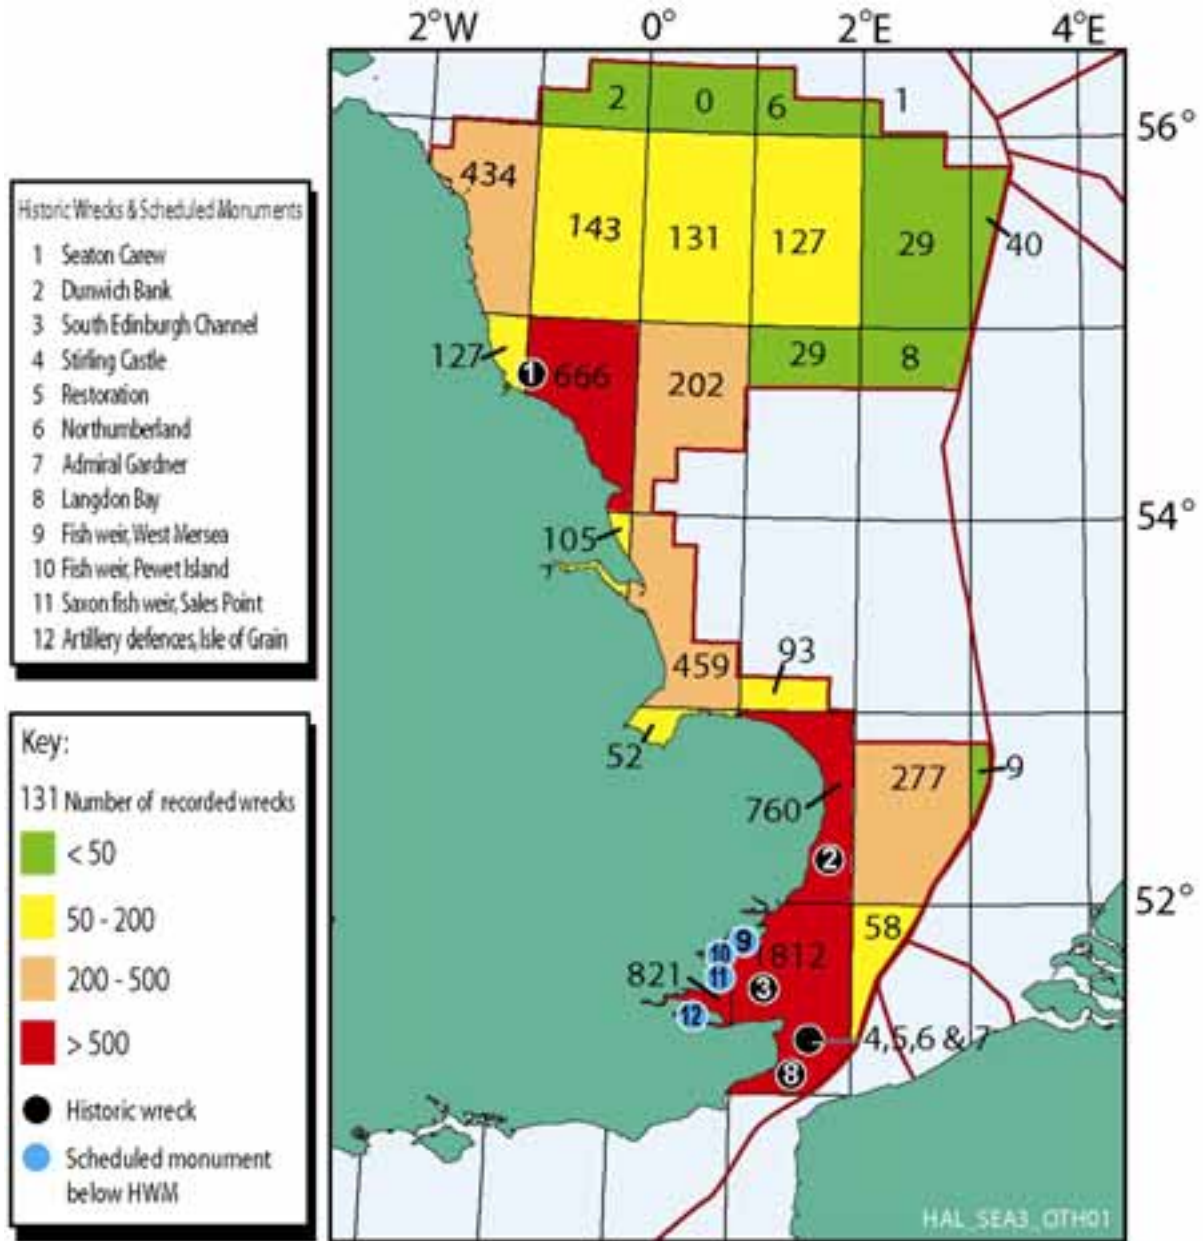 2°W 0° 2°E 4°E
2 0 6 1
56°
434
143 131 127 29 40
Historic Wrecks & Scheduled Monuments
1 Seaton Carew
2 Dunwich Bank
3 South Edinburgh Channel
4 Stirling Castle
5 Restoration
6 Northumberland
7 Admiral Gardner
8 Langdon Bay
9 Fish weir, West Mersea
10 Fish weir, Pewet Island
11 Saxon fish weir, Sales Point
12 Artillery defences, Isle of Grain
127 1 666 202 29 8
54°
105
459 93
52
Key:
131 Number of recorded wrecks
< 50
50 - 200
200 - 500
> 500
Historic wreck
Scheduled monument
below HWM
277 9
760
2
52°
58
9
10 1812
821 11 3
12
4,5,6 & 7
8
HAL_SEA3_OTH01